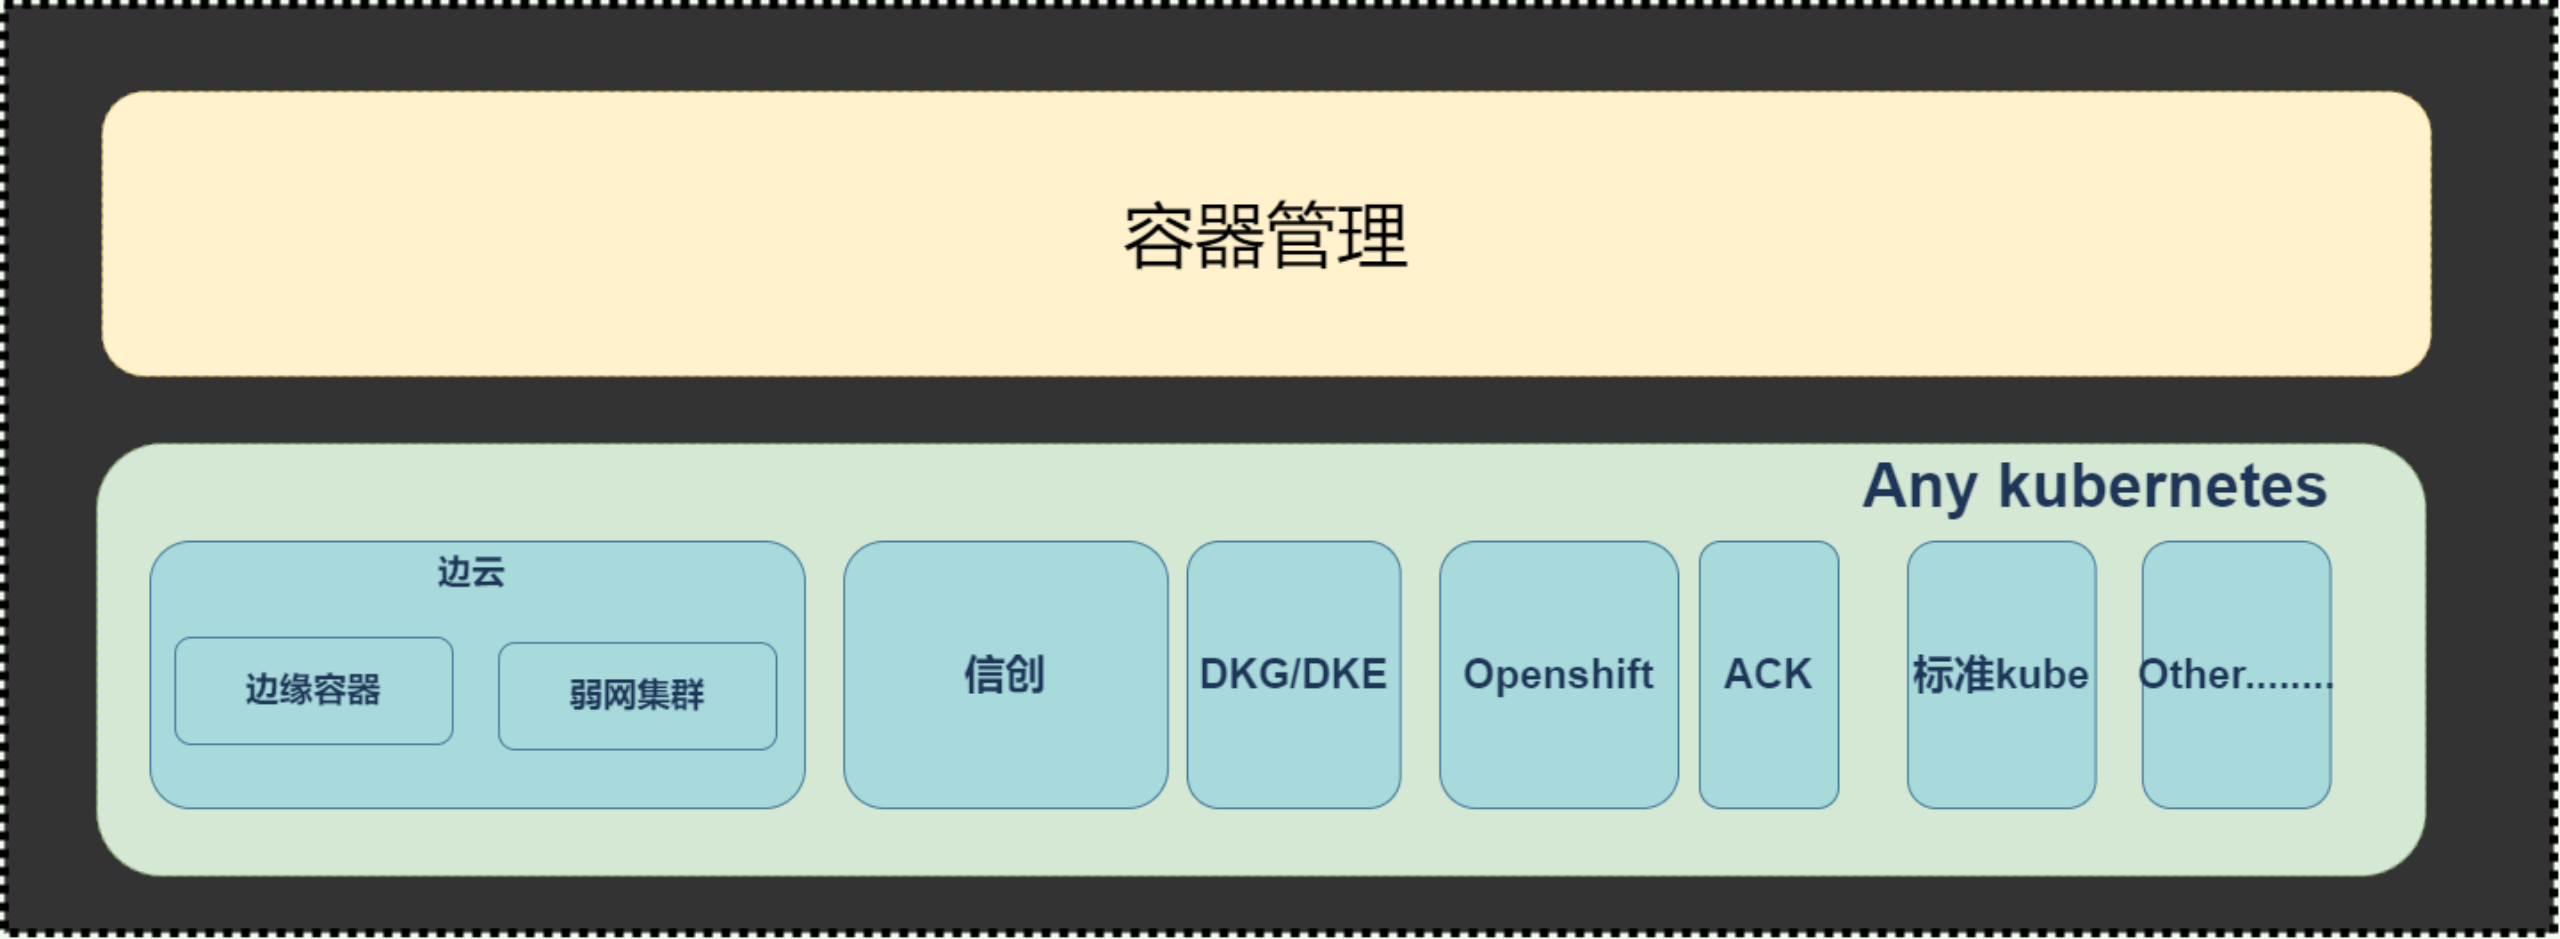 容器管理
Any kubernetes
边云
边缘容器
弱网集群
信创
DKG/DKE
Openshift
ACK
标准kube
Other........